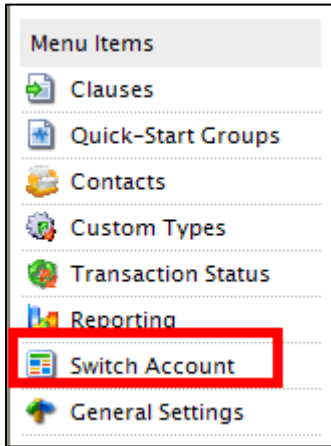 Menu Items
Clauses
Quick-Start Groups
Contacts
Custom Types
Transaction Status
Reporting
Switch Account
General Settings